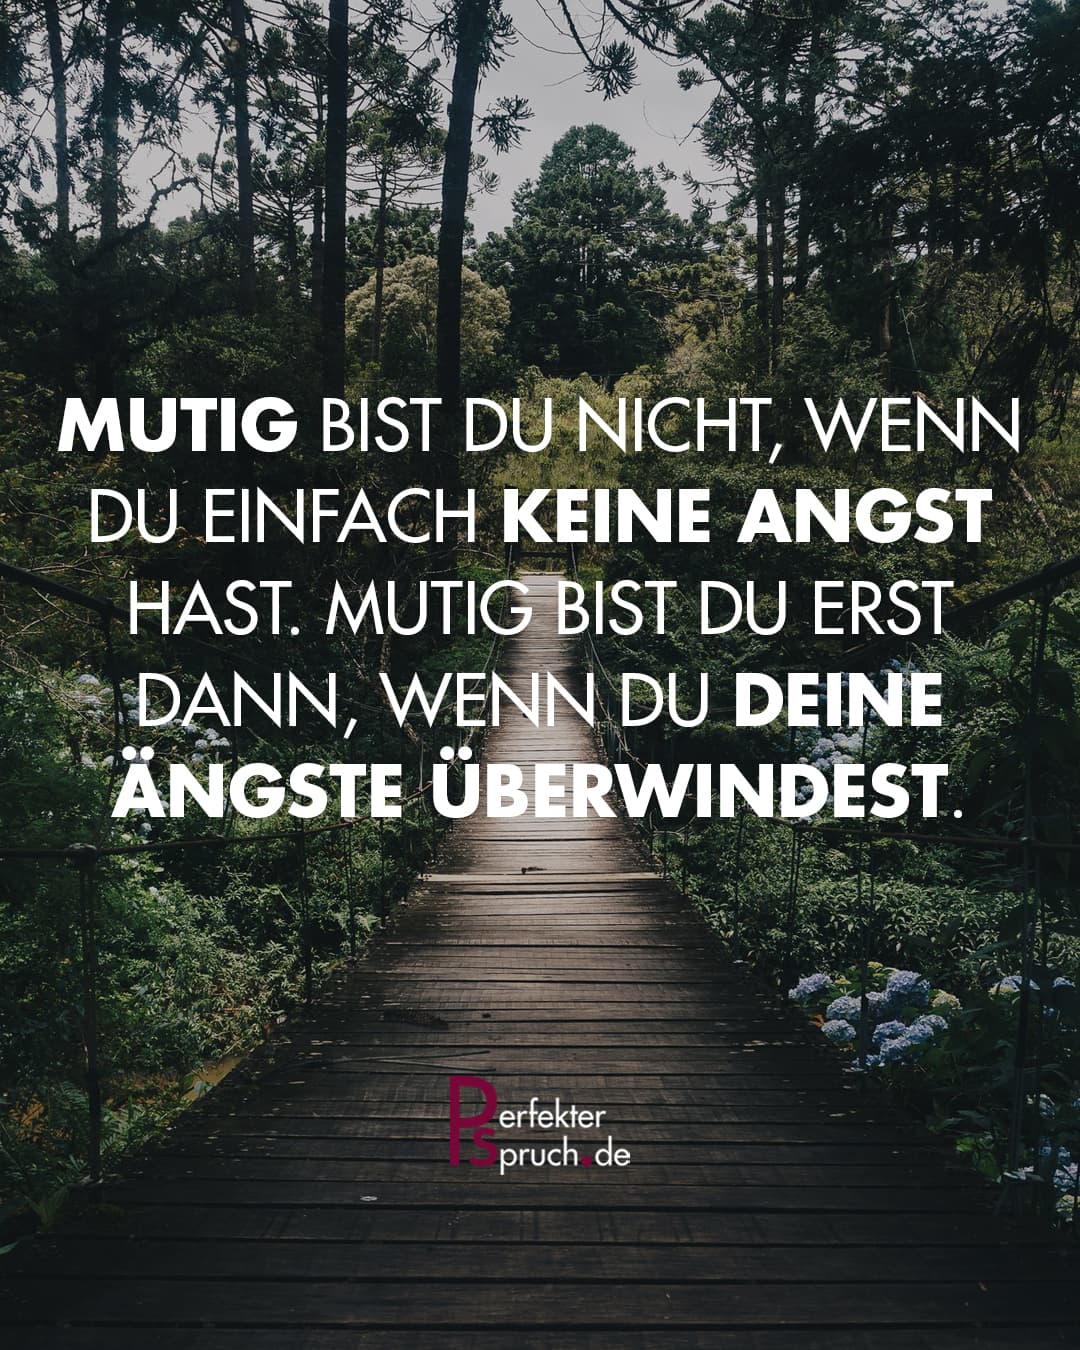 MUTIG BIST DU NICHT, WENN
DU EINFACH KEINE ANGST
HAST. MUTIG BIST DU ERST
DANN, WENN DU DEINE
ÄNGSTE ÜBERWINDEST.
Perfekter
Spruch.de